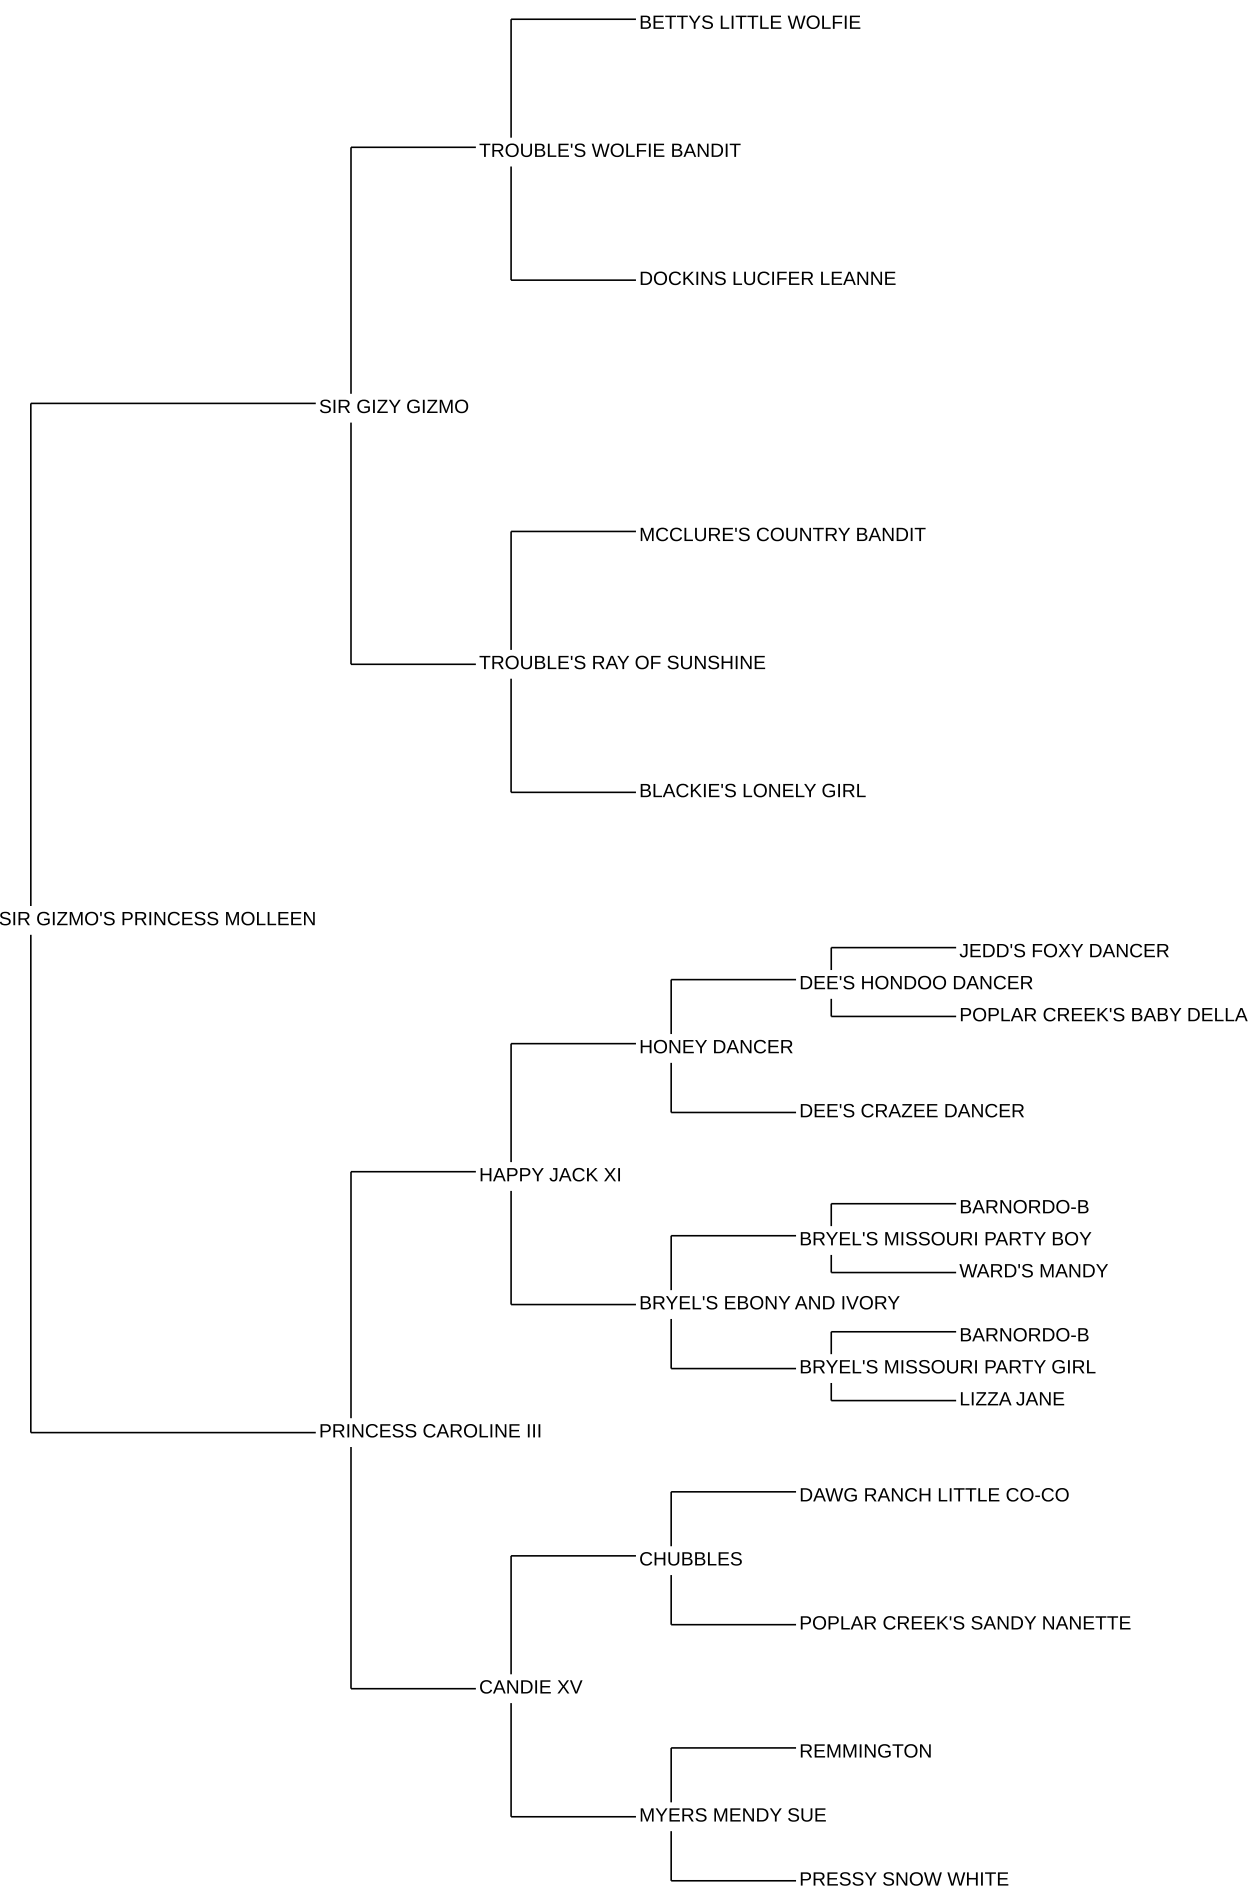 BETTYS LITTLE WOLFIE
TROUBLE'S WOLFIE BANDIT
DOCKINS LUCIFER LEANNE
SIR GIZY GIZMO
MCCLURE'S COUNTRY BANDIT
TROUBLE'S RAY OF SUNSHINE
BLACKIE'S LONELY GIRL
SIR GIZMO'S PRINCESS MOLLEEN
JEDD'S FOXY DANCER
DEE'S HONDOO DANCER
POPLAR CREEK'S BABY DELLA
HONEY DANCER
DEE'S CRAZEE DANCER
HAPPY JACK XI
BARNORDO-B
BRYEL'S MISSOURI PARTY BOY
WARD'S MANDY
BRYEL'S EBONY AND IVORY
BARNORDO-B
BRYEL'S MISSOURI PARTY GIRL
LIZZA JANE
PRINCESS CAROLINE III
DAWG RANCH LITTLE CO-CO
CHUBBLES
POPLAR CREEK'S SANDY NANETTE
CANDIE XV
REMMINGTON
MYERS MENDY SUE
PRESSY SNOW WHITE